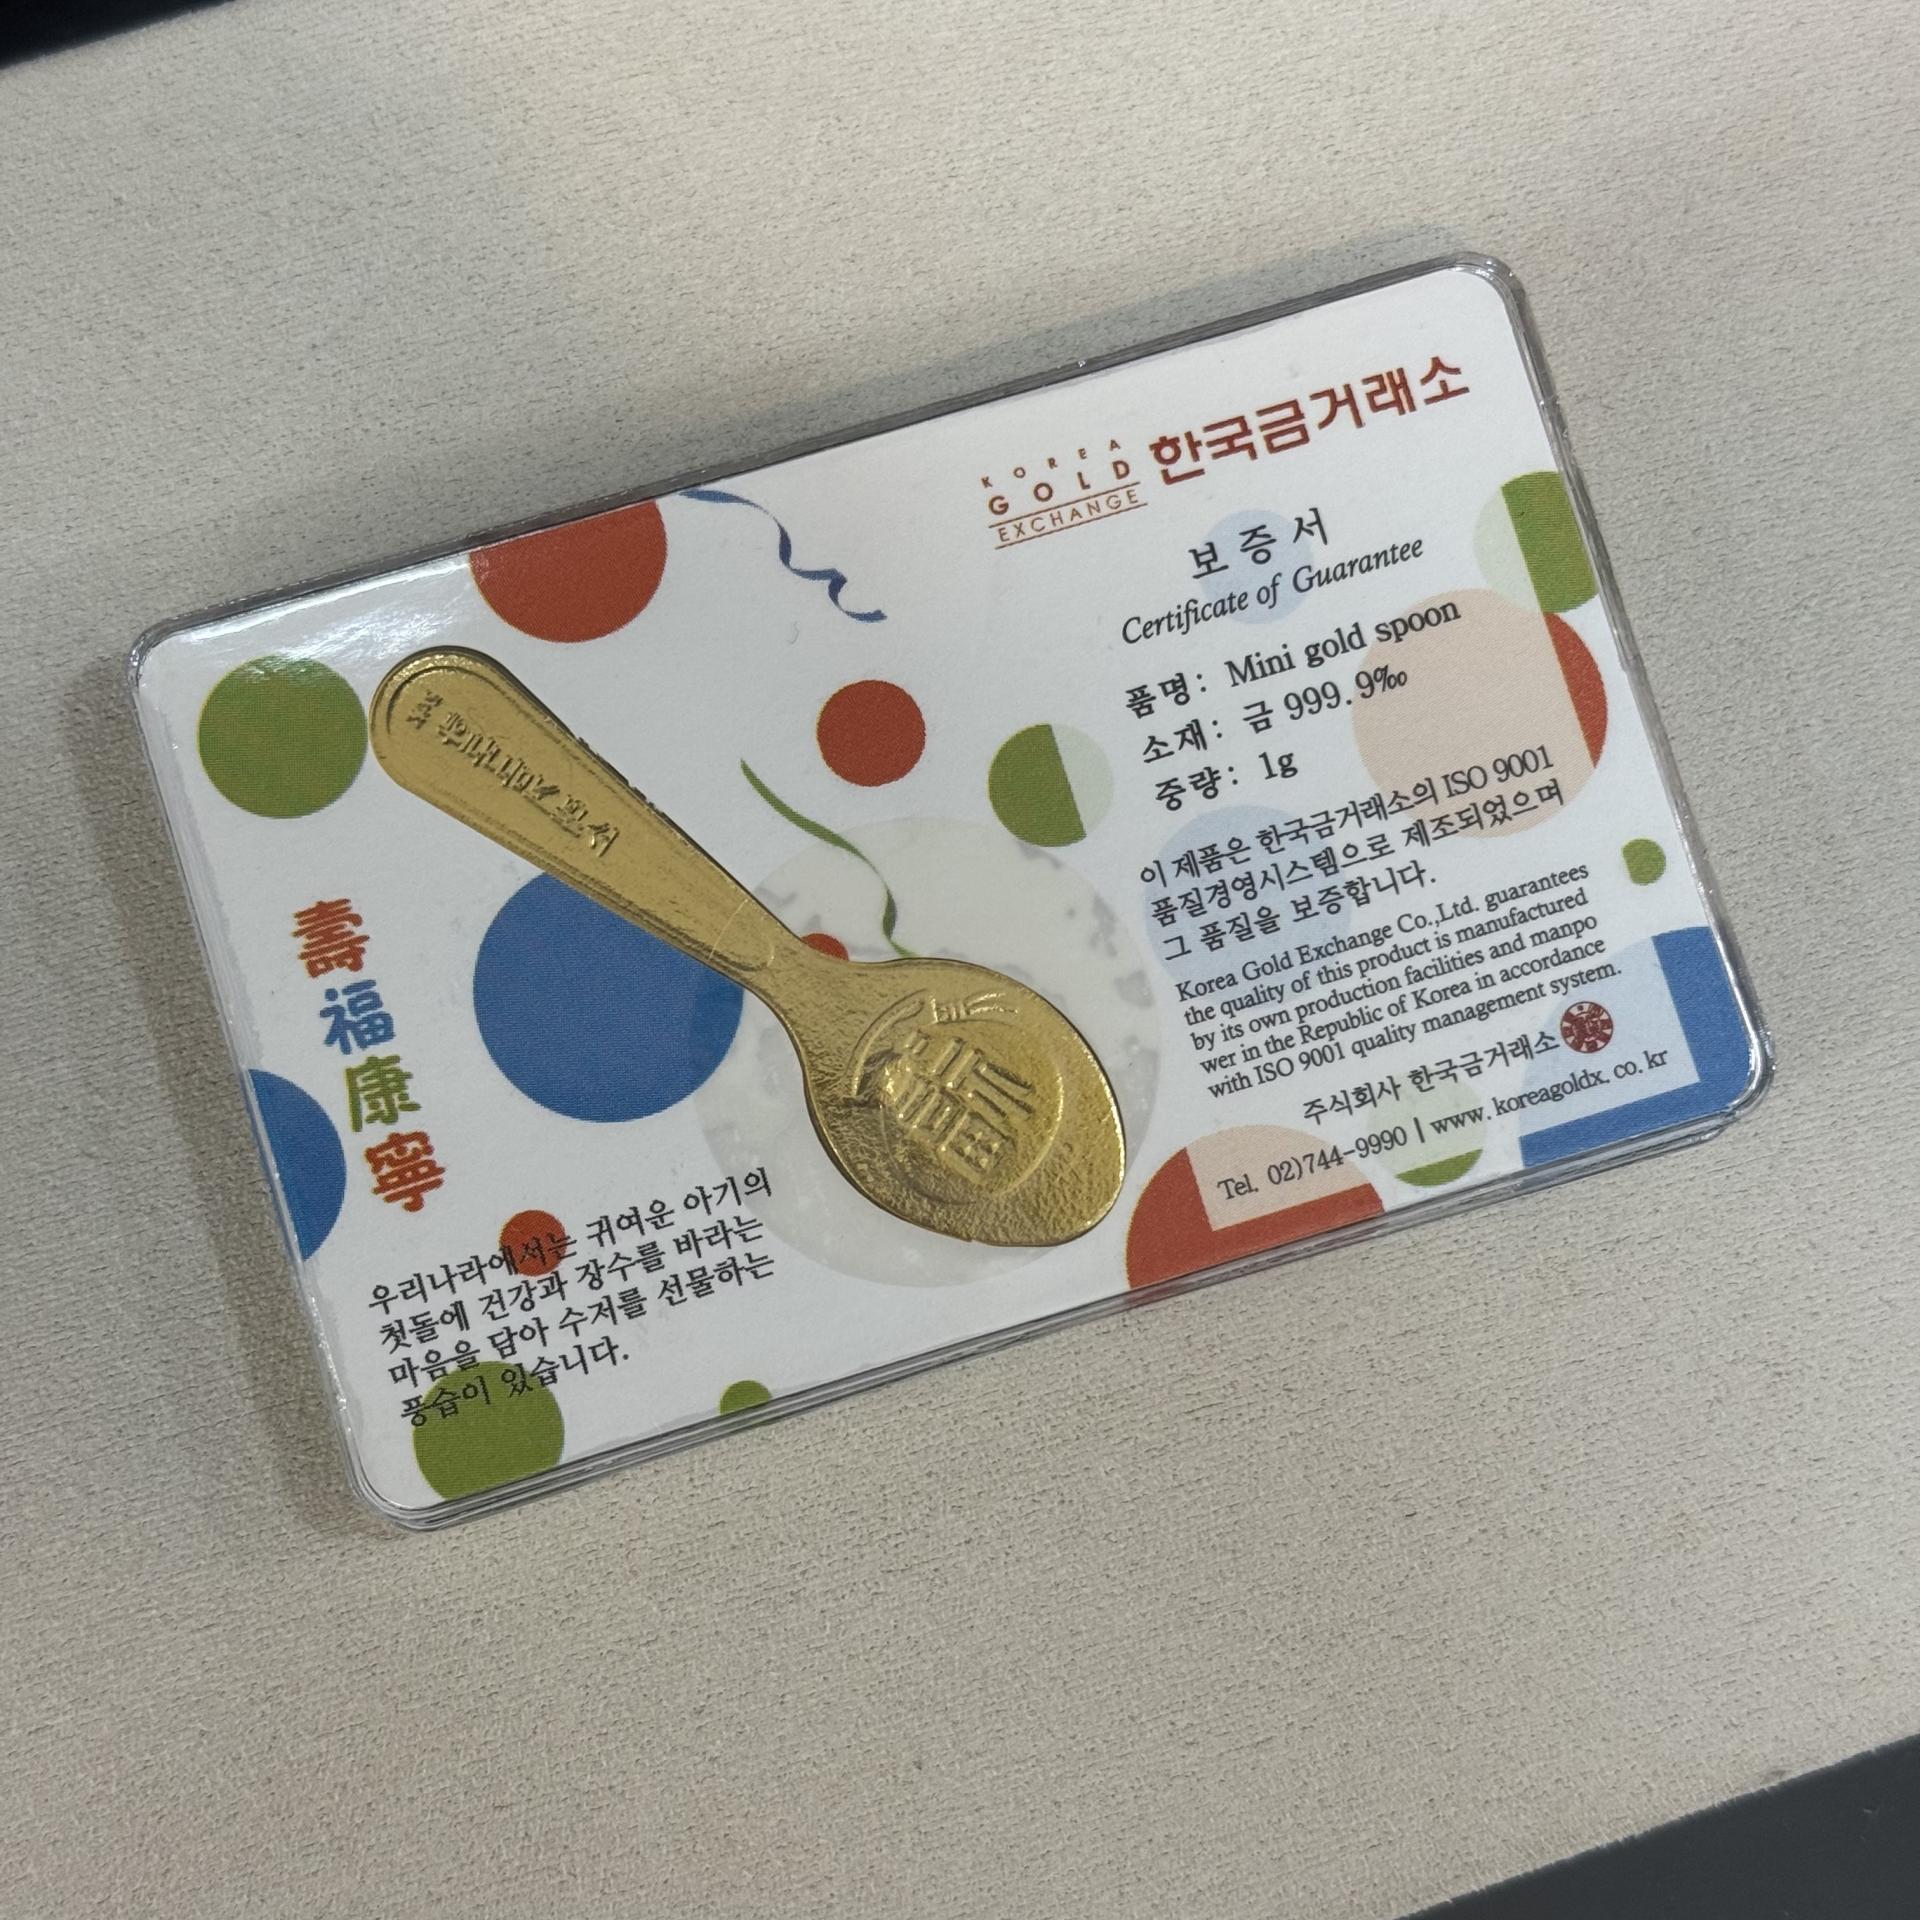 KOREA
GOLD
EXCHANGE
한국금거래소
보증서
Certificate of Guarantee
품명: Mini gold spoon
소재: 금 999.9‰
중량: 1g
이 제품은 한국금거래소의 ISO 9001
품질경영시스템으로 제조되었으며
그 품질을 보증합니다.
Korea Gold Exchange Co.,Ltd. guarantees
the quality of this product is manufactured
by its own production facilities and manpo
wer in the Republic of Korea in accordance
with ISO 9001 quality management system.
주식회사 한국금거래소
Tel. 02)744-9990 | www.koreagoldx.co.kr
壽
福
康
寧
우리나라에서는 귀여운 아기의
첫돌에 건강과 장수를 바라는
마음을 담아 수저를 선물하는
풍습이 있습니다.
福